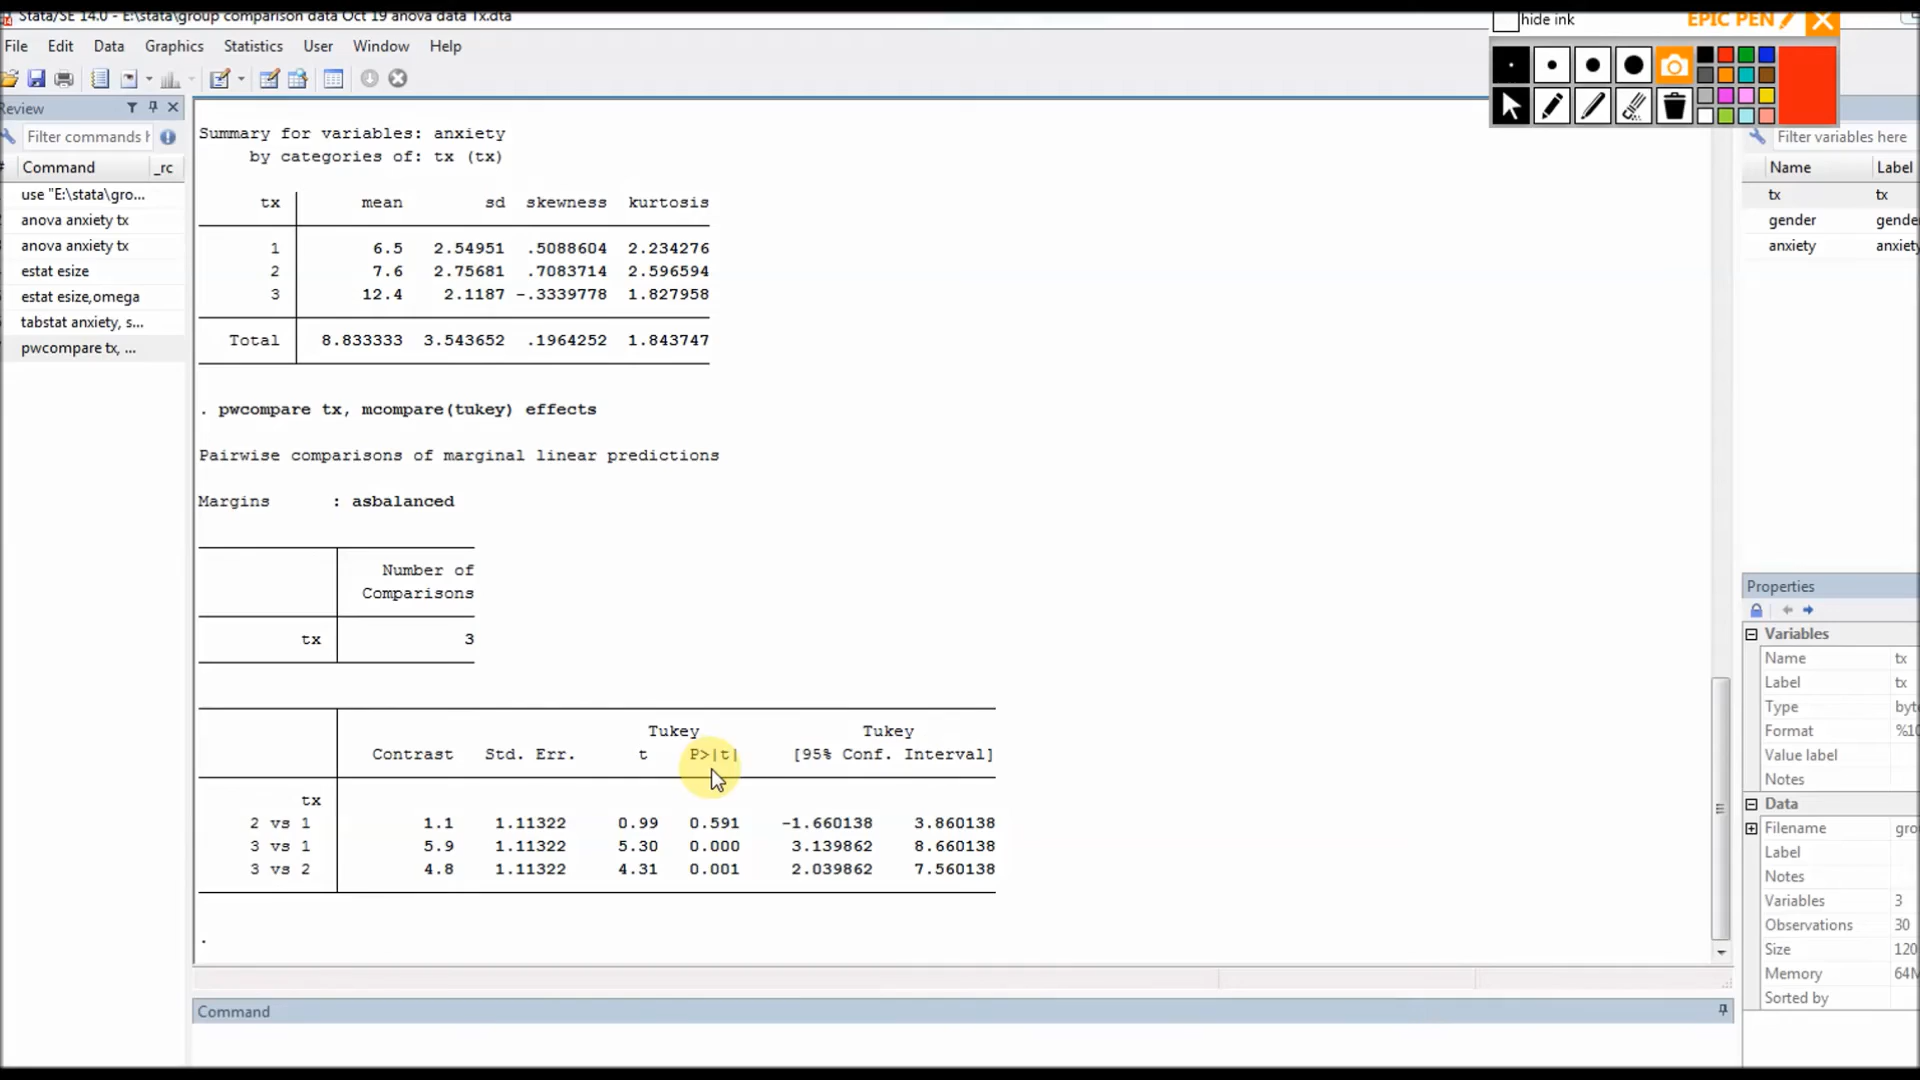 Stata/SE 14.0 - E:\stata\group comparison data Oct 19 anova data Tx.dta
hide ink
EPIC PEN
File Edit Data Graphics Statistics User Window Help
Review
Filter commands h
Command _rc
use "E:\stata\gro...
anova anxiety tx
anova anxiety tx
estat esize
estat esize,omega
tabstat anxiety, s...
pwcompare tx, ...
Summary for variables: anxiety
by categories of: tx (tx)
tx mean sd skewness kurtosis
1 6.5 2.54951 .5088604 2.234276
2 7.6 2.75681 .7083714 2.596594
3 12.4 2.1187 -.3339778 1.827958
Total 8.833333 3.543652 .1964252 1.843747
. pwcompare tx, mcompare(tukey) effects
Pairwise comparisons of marginal linear predictions
Margins : asbalanced
Number of
Comparisons
tx 3
Tukey Tukey
Contrast Std. Err. t P>|t| [95% Conf. Interval]
tx
2 vs 1 1.1 1.11322 0.99 0.591 -1.660138 3.860138
3 vs 1 5.9 1.11322 5.30 0.000 3.139862 8.660138
3 vs 2 4.8 1.11322 4.31 0.001 2.039862 7.560138
.
Command
Filter variables here
Name Label
tx tx
gender gende
anxiety anxiety
Properties
Variables
Name tx
Label tx
Type byt
Format %10
Value label
Notes
Data
Filename gro
Label
Notes
Variables 3
Observations 30
Size 120
Memory 64M
Sorted by